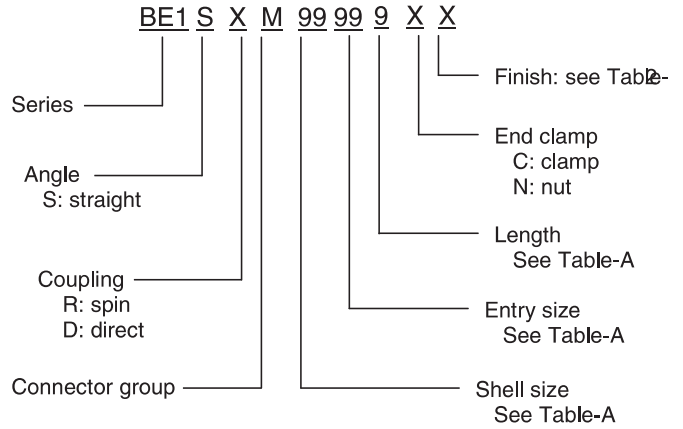 BE1 S X M 99 99 9 X X
Finish: see Table-2
Series
End clamp
C: clamp
N: nut
Angle
S: straight
Length
See Table-A
Coupling
R: spin
D: direct
Entry size
See Table-A
Connector group
Shell size
See Table-A